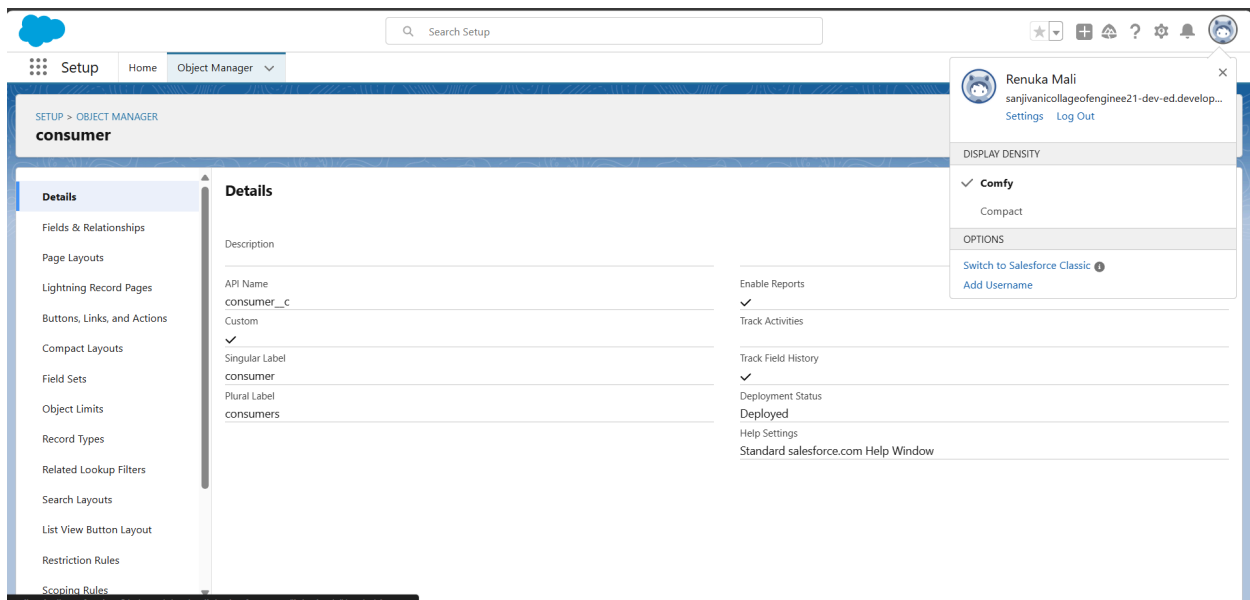 Search Setup
Setup
Home
Object Manager
SETUP > OBJECT MANAGER
consumer
Renuka Mali
sanjivanicollageofenginee21-dev-ed.develop...
Settings Log Out
DISPLAY DENSITY
Comfy
Compact
OPTIONS
Switch to Salesforce Classic
Add Username
Details
Fields & Relationships
Page Layouts
Lightning Record Pages
Buttons, Links, and Actions
Compact Layouts
Field Sets
Object Limits
Record Types
Related Lookup Filters
Search Layouts
List View Button Layout
Restriction Rules
Scoping Rules
Details
Description
API Name
consumer__c
Custom
Singular Label
consumer
Plural Label
consumers
Enable Reports
Track Activities
Track Field History
Deployment Status
Deployed
Help Settings
Standard salesforce.com Help Window